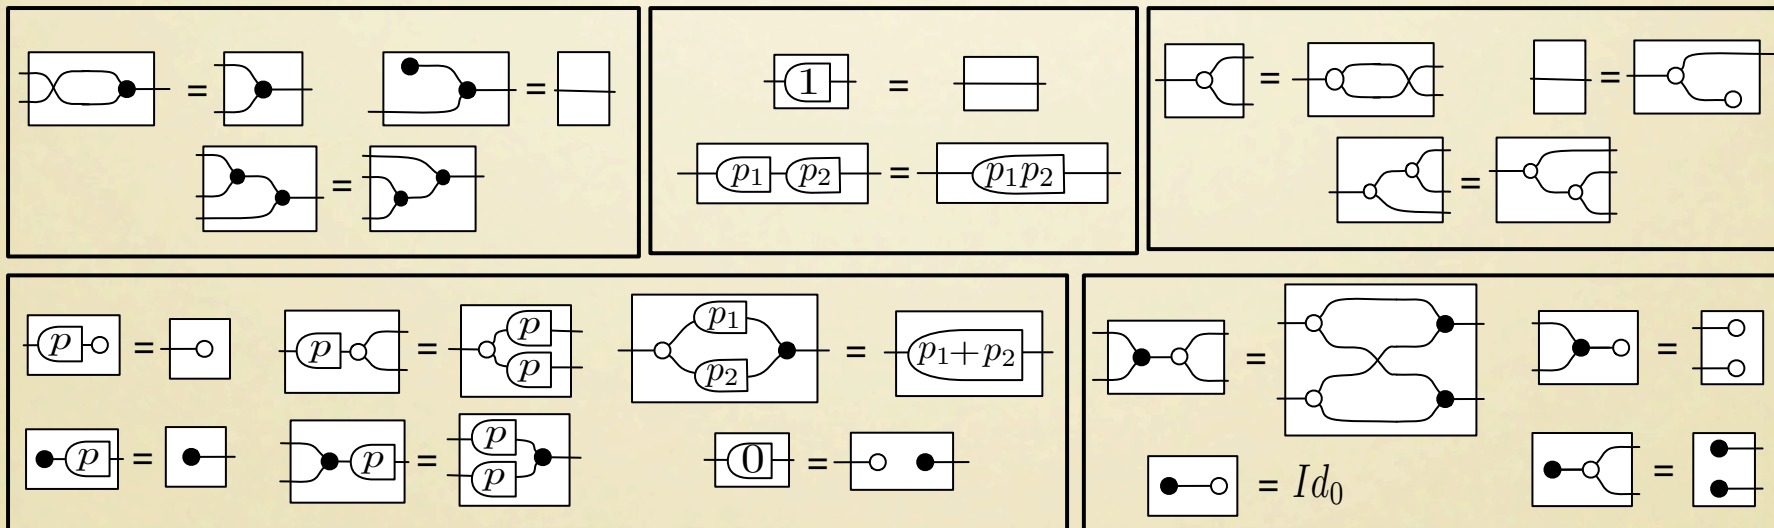 = =
=
1 =
p₁ p₂ = p₁p₂
= =
=
p = p = p p
p₁ p₂ = p₁+p₂
p = p = p p
0 =
= =
= Id₀ =